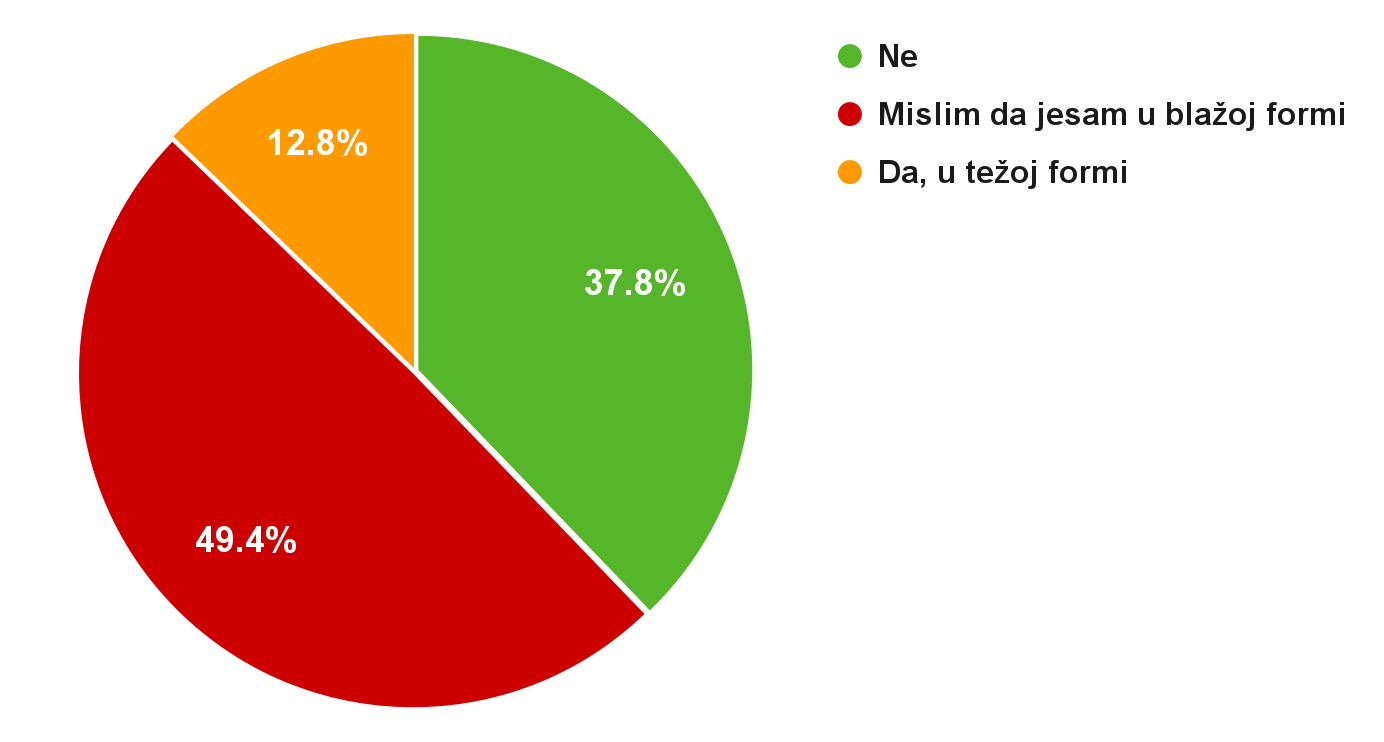 Ne
Mislim da jesam u blažoj formi
Da, u težoj formi
12.8%
37.8%
49.4%